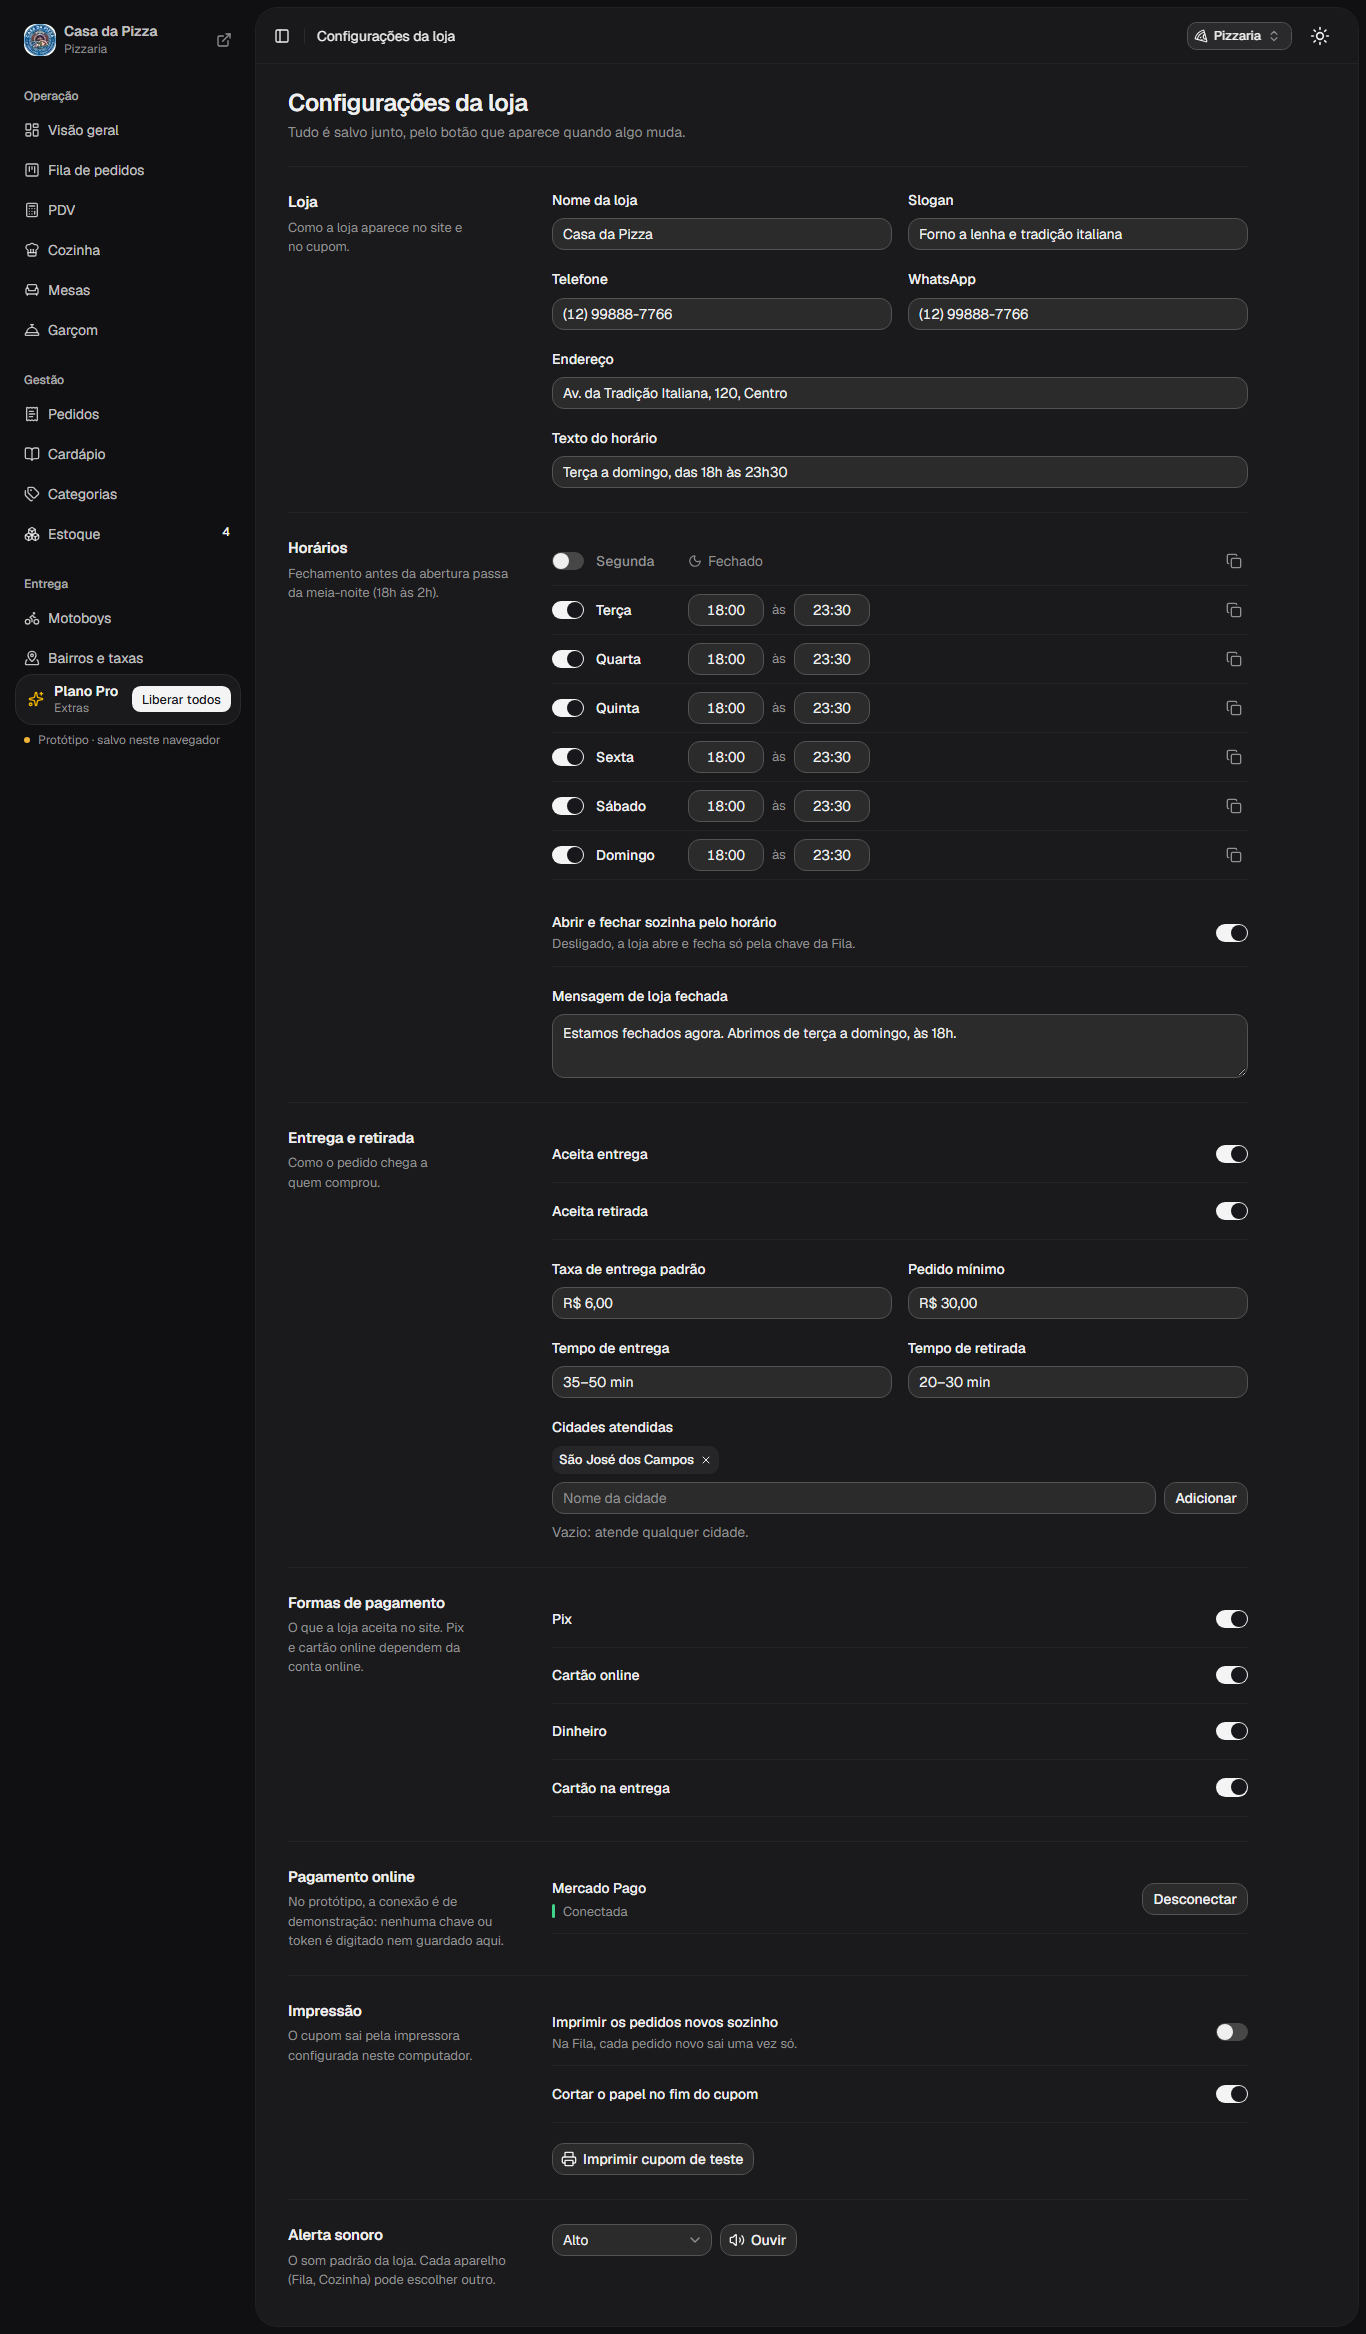 Casa da Pizza
Pizzaria
Operação
Visão geral
Fila de pedidos
PDV
Cozinha
Mesas
Garçom
Gestão
Pedidos
Cardápio
Categorias
Estoque 4
Entrega
Motoboys
Bairros e taxas
Plano Pro
Extras
Liberar todos
Protótipo · salvo neste navegador
Configurações da loja
Pizzaria
Configurações da loja
Tudo é salvo junto, pelo botão que aparece quando algo muda.
Loja
Como a loja aparece no site e
no cupom.
Nome da loja
Casa da Pizza
Slogan
Forno a lenha e tradição italiana
Telefone
(12) 99888-7766
WhatsApp
(12) 99888-7766
Endereço
Av. da Tradição Italiana, 120, Centro
Texto do horário
Terça a domingo, das 18h às 23h30
Horários
Fechamento antes da abertura passa
da meia-noite (18h às 2h).
Segunda Fechado
Terça 18:00 às 23:30
Quarta 18:00 às 23:30
Quinta 18:00 às 23:30
Sexta 18:00 às 23:30
Sábado 18:00 às 23:30
Domingo 18:00 às 23:30
Abrir e fechar sozinha pelo horário
Desligado, a loja abre e fecha só pela chave da Fila.
Mensagem de loja fechada
Estamos fechados agora. Abrimos de terça a domingo, às 18h.
Entrega e retirada
Como o pedido chega a
quem comprou.
Aceita entrega
Aceita retirada
Taxa de entrega padrão
R$ 6,00
Pedido mínimo
R$ 30,00
Tempo de entrega
35–50 min
Tempo de retirada
20–30 min
Cidades atendidas
São José dos Campos ×
Nome da cidade
Adicionar
Vazio: atende qualquer cidade.
Formas de pagamento
O que a loja aceita no site. Pix
e cartão online dependem da
conta online.
Pix
Cartão online
Dinheiro
Cartão na entrega
Pagamento online
No protótipo, a conexão é de
demonstração: nenhuma chave ou
token é digitado nem guardado aqui.
Mercado Pago
Conectada
Desconectar
Impressão
O cupom sai pela impressora
configurada neste computador.
Imprimir os pedidos novos sozinho
Na Fila, cada pedido novo sai uma vez só.
Cortar o papel no fim do cupom
Imprimir cupom de teste
Alerta sonoro
O som padrão da loja. Cada aparelho
(Fila, Cozinha) pode escolher outro.
Alto
Ouvir